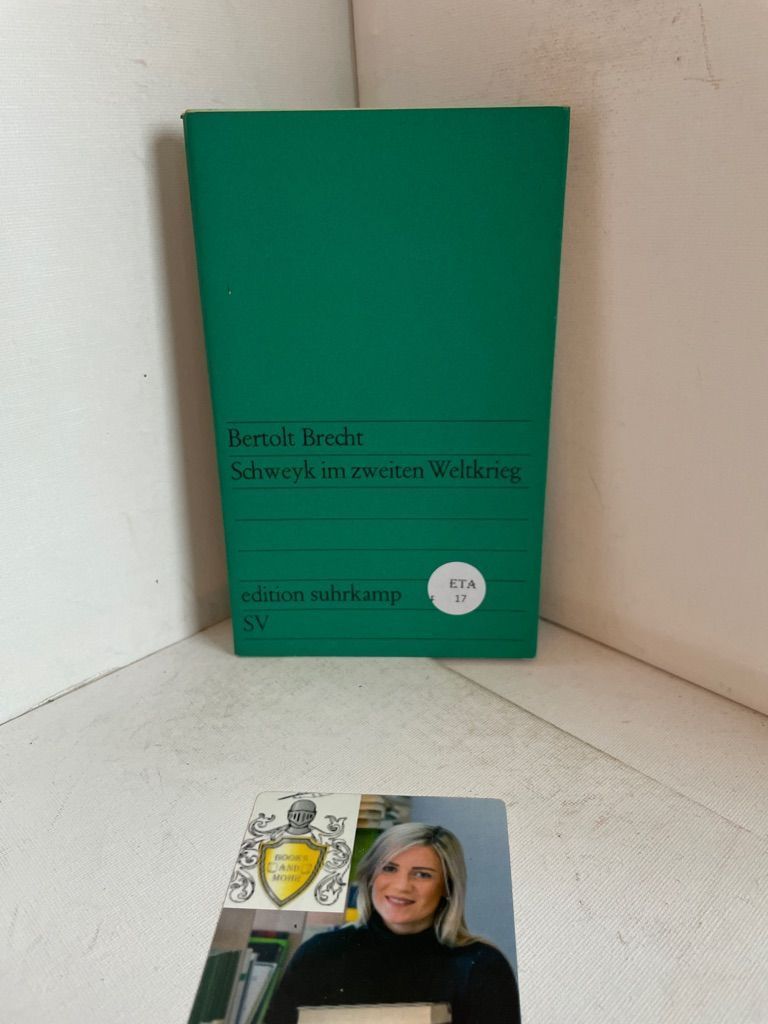 Bertolt Brecht
Schweyk im zweiten Weltkrieg
edition suhrkamp
SV
ETA
17
BOOKS
AND
MORE